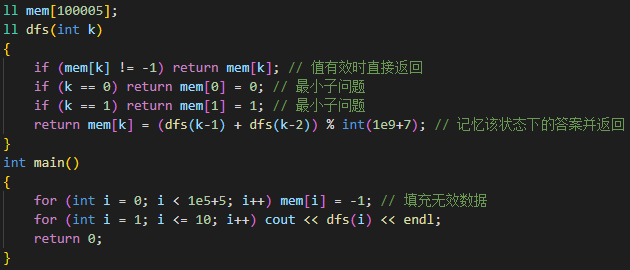 ll mem[100005];
ll dfs(int k)
{
    if (mem[k] != -1) return mem[k]; // 值有效时直接返回
    if (k == 0) return mem[0] = 0; // 最小子问题
    if (k == 1) return mem[1] = 1; // 最小子问题
    return mem[k] = (dfs(k-1) + dfs(k-2)) % int(1e9+7); // 记忆该状态下的答案并返回
}
int main()
{
    for (int i = 0; i < 1e5+5; i++) mem[i] = -1; // 填充无效数据
    for (int i = 1; i <= 10; i++) cout << dfs(i) << endl;
    return 0;
}